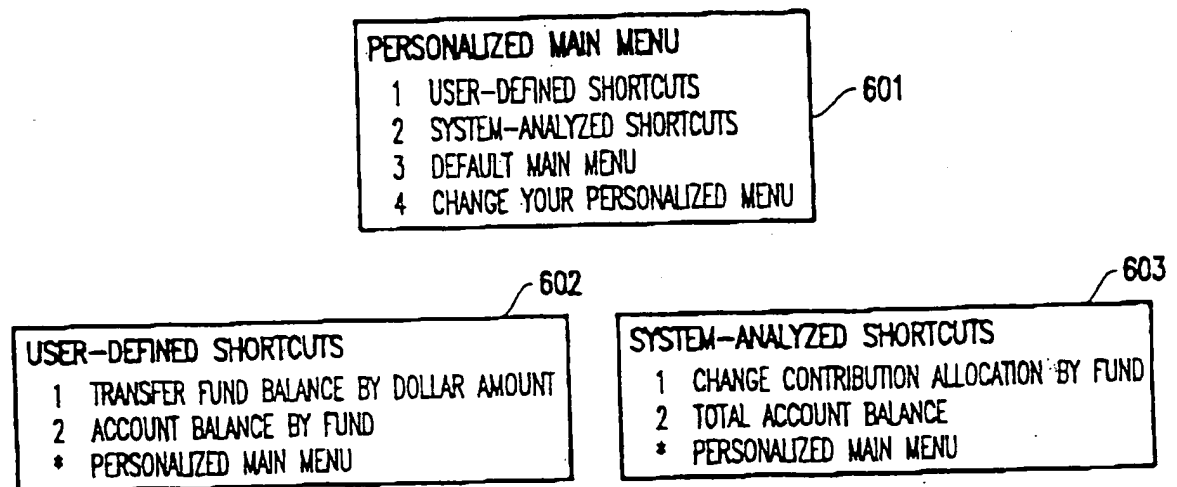 PERSONALIZED MAIN MENU
1 USER-DEFINED SHORTCUTS
2 SYSTEM-ANALYZED SHORTCUTS
3 DEFAULT MAIN MENU
4 CHANGE YOUR PERSONALIZED MENU
601
602
USER-DEFINED SHORTCUTS
1 TRANSFER FUND BALANCE BY DOLLAR AMOUNT
2 ACCOUNT BALANCE BY FUND
* PERSONALIZED MAIN MENU
603
SYSTEM-ANALYZED SHORTCUTS
1 CHANGE CONTRIBUTION ALLOCATION BY FUND
2 TOTAL ACCOUNT BALANCE
* PERSONALIZED MAIN MENU